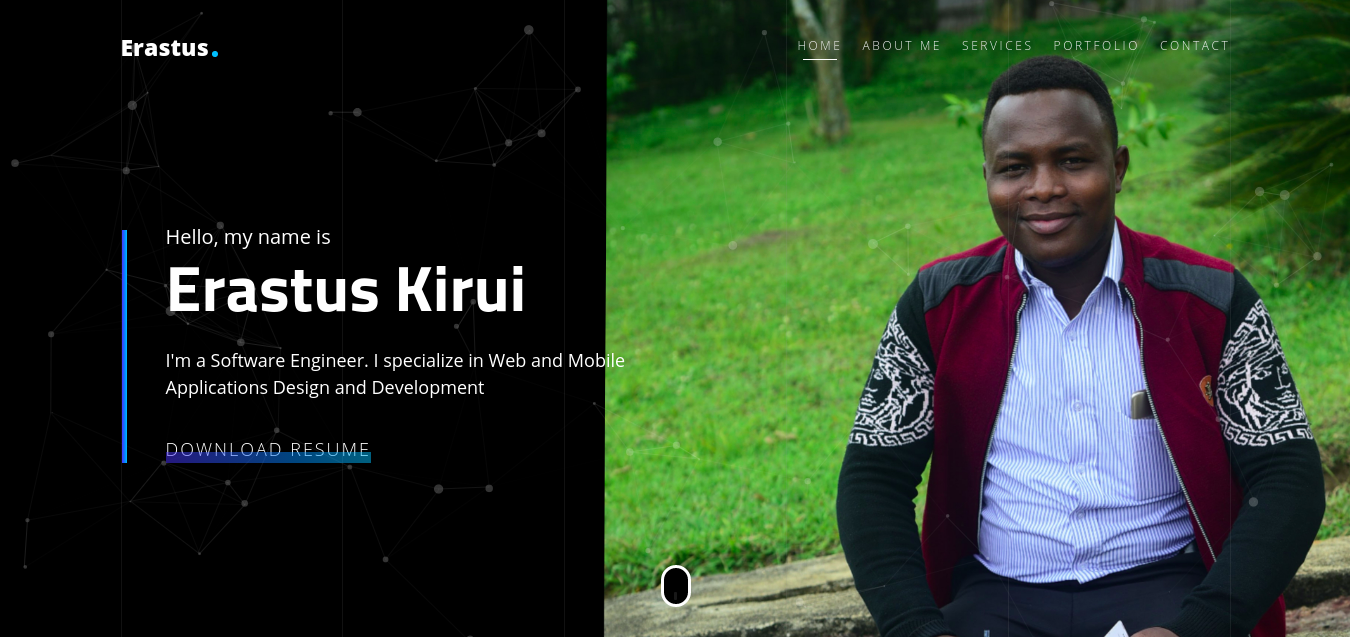 Erastus.
HOME ABOUT ME SERVICES PORTFOLIO CONTACT
Hello, my name is
Erastus Kirui
I'm a Software Engineer. I specialize in Web and Mobile
Applications Design and Development
DOWNLOAD RESUME